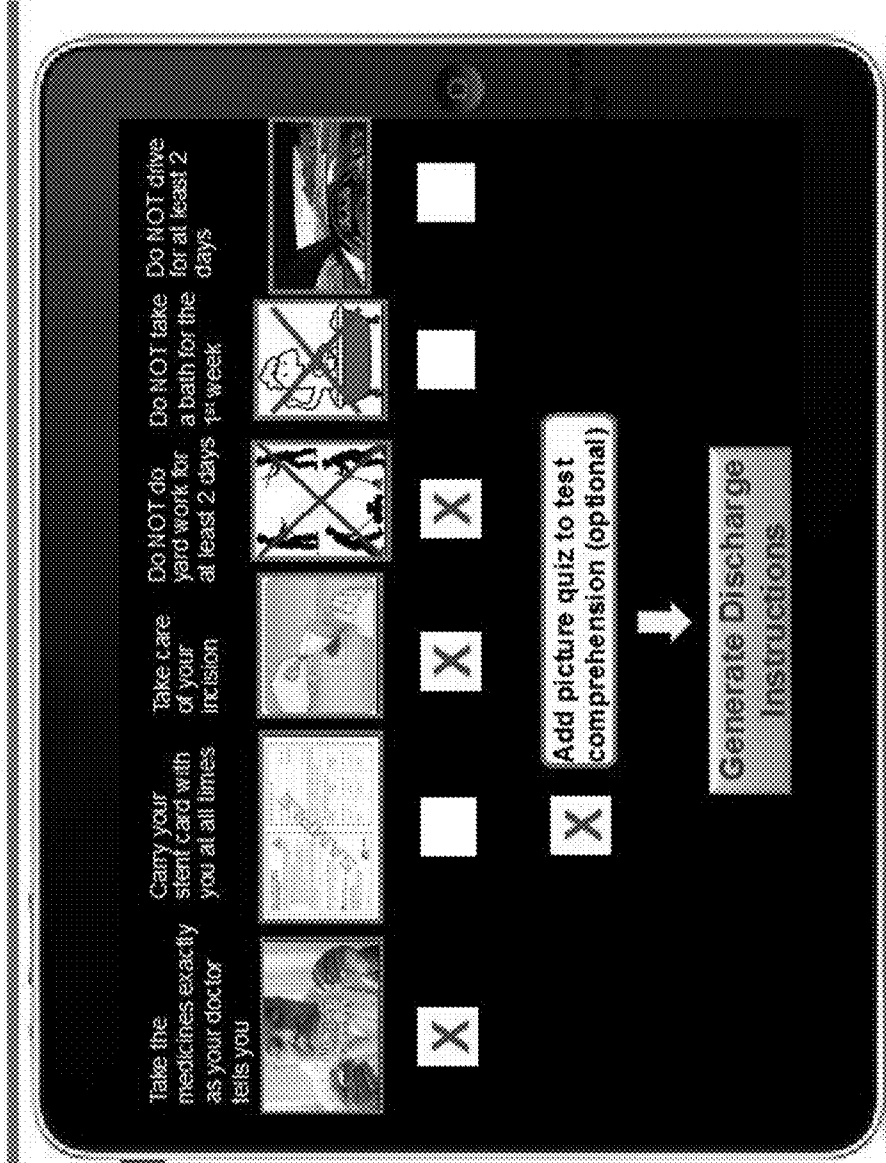 Take the
medicines exactly
as your doctor
tells you
Carry your
stent card with
you at all times
Take care
of your
incision
Do NOT do
yard work for
at least 2 days
Do NOT take
a bath for the
1st week
Do NOT drive
for at least 2
days
X
X
X
X
Add picture quiz to test
comprehension (optional)
Generate Discharge
Instructions